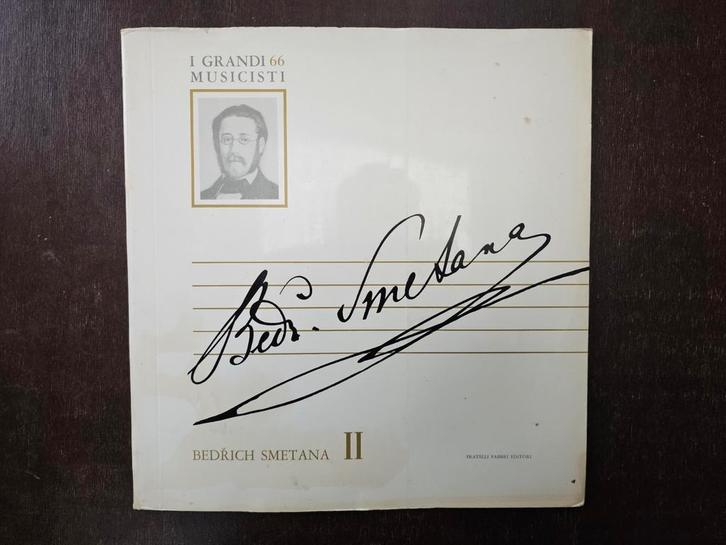 I GRANDI 66
MUSICISTI
Bedř. Smetana
BEDŘICH SMETANA II
FRATELLI FABBRI EDITORI